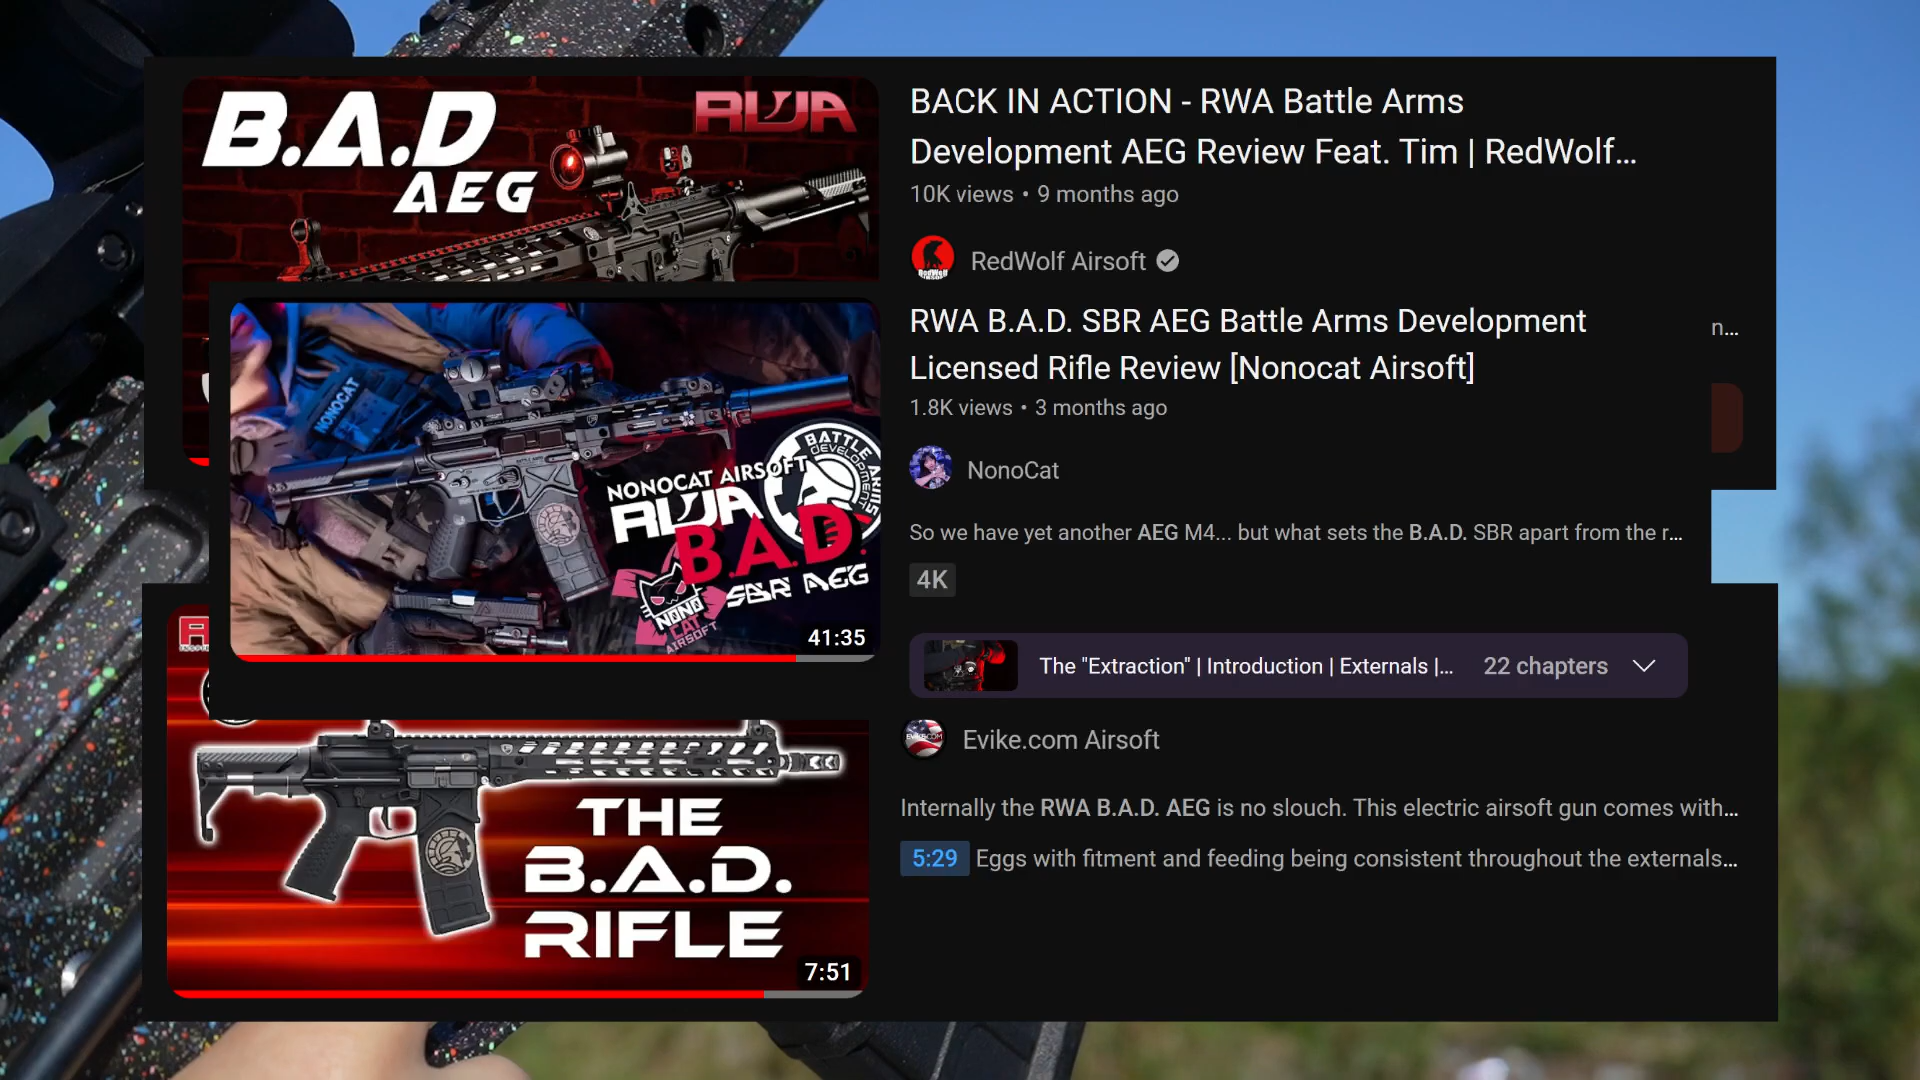 B.A.D
AEG
RWA
BACK IN ACTION - RWA Battle Arms
Development AEG Review Feat. Tim | RedWolf...
10K views • 9 months ago
RedWolf Airsoft
n...
NONOCAT
NONOCAT AIRSOFT
RWA
B.A.D.
SBR AEG
BATTLE ARMS
DEVELOPMENT
NONO
CAT
AIRSOFT
41:35
RWA B.A.D. SBR AEG Battle Arms Development
Licensed Rifle Review [Nonocat Airsoft]
1.8K views • 3 months ago
NonoCat
So we have yet another AEG M4... but what sets the B.A.D. SBR apart from the r...
4K
The "Extraction" | Introduction | Externals |...
22 chapters
THE
B.A.D.
RIFLE
7:51
Evike.com Airsoft
Internally the RWA B.A.D. AEG is no slouch. This electric airsoft gun comes with...
5:29 Eggs with fitment and feeding being consistent throughout the externals...